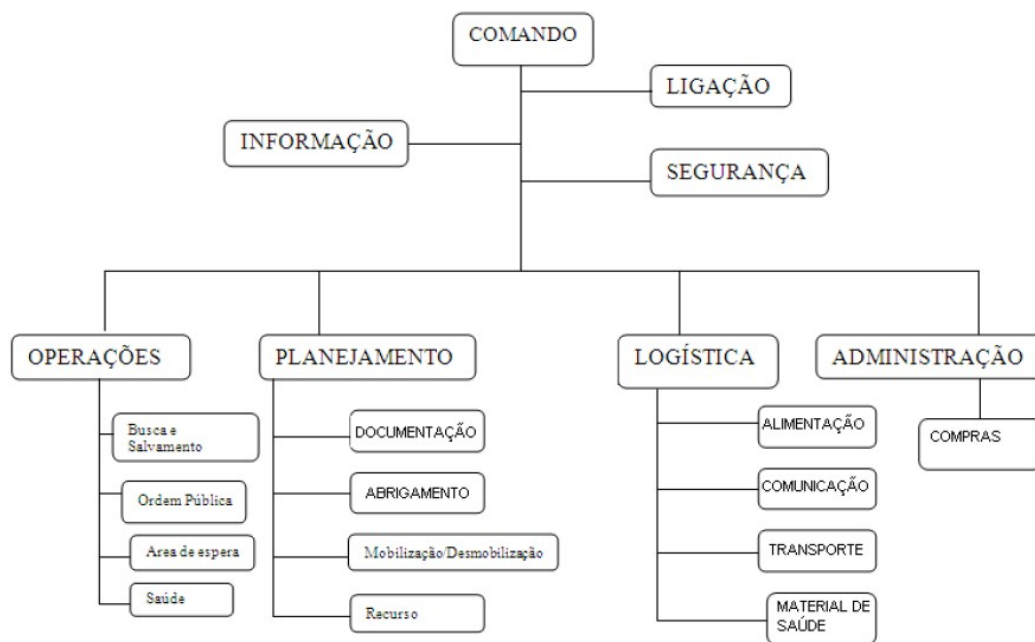 COMANDO
LIGAÇÃO
INFORMAÇÃO
SEGURANÇA
OPERAÇÕES
PLANEJAMENTO
LOGÍSTICA
ADMINISTRAÇÃO
Busca e
Salvamento
DOCUMENTAÇÃO
ALIMENTAÇÃO
COMPRAS
Ordem Pública
ABRIGAMENTO
COMUNICAÇÃO
Area de espera
Mobilização/Desmobilização
TRANSPORTE
Saúde
Recurso
MATERIAL DE
SAÚDE